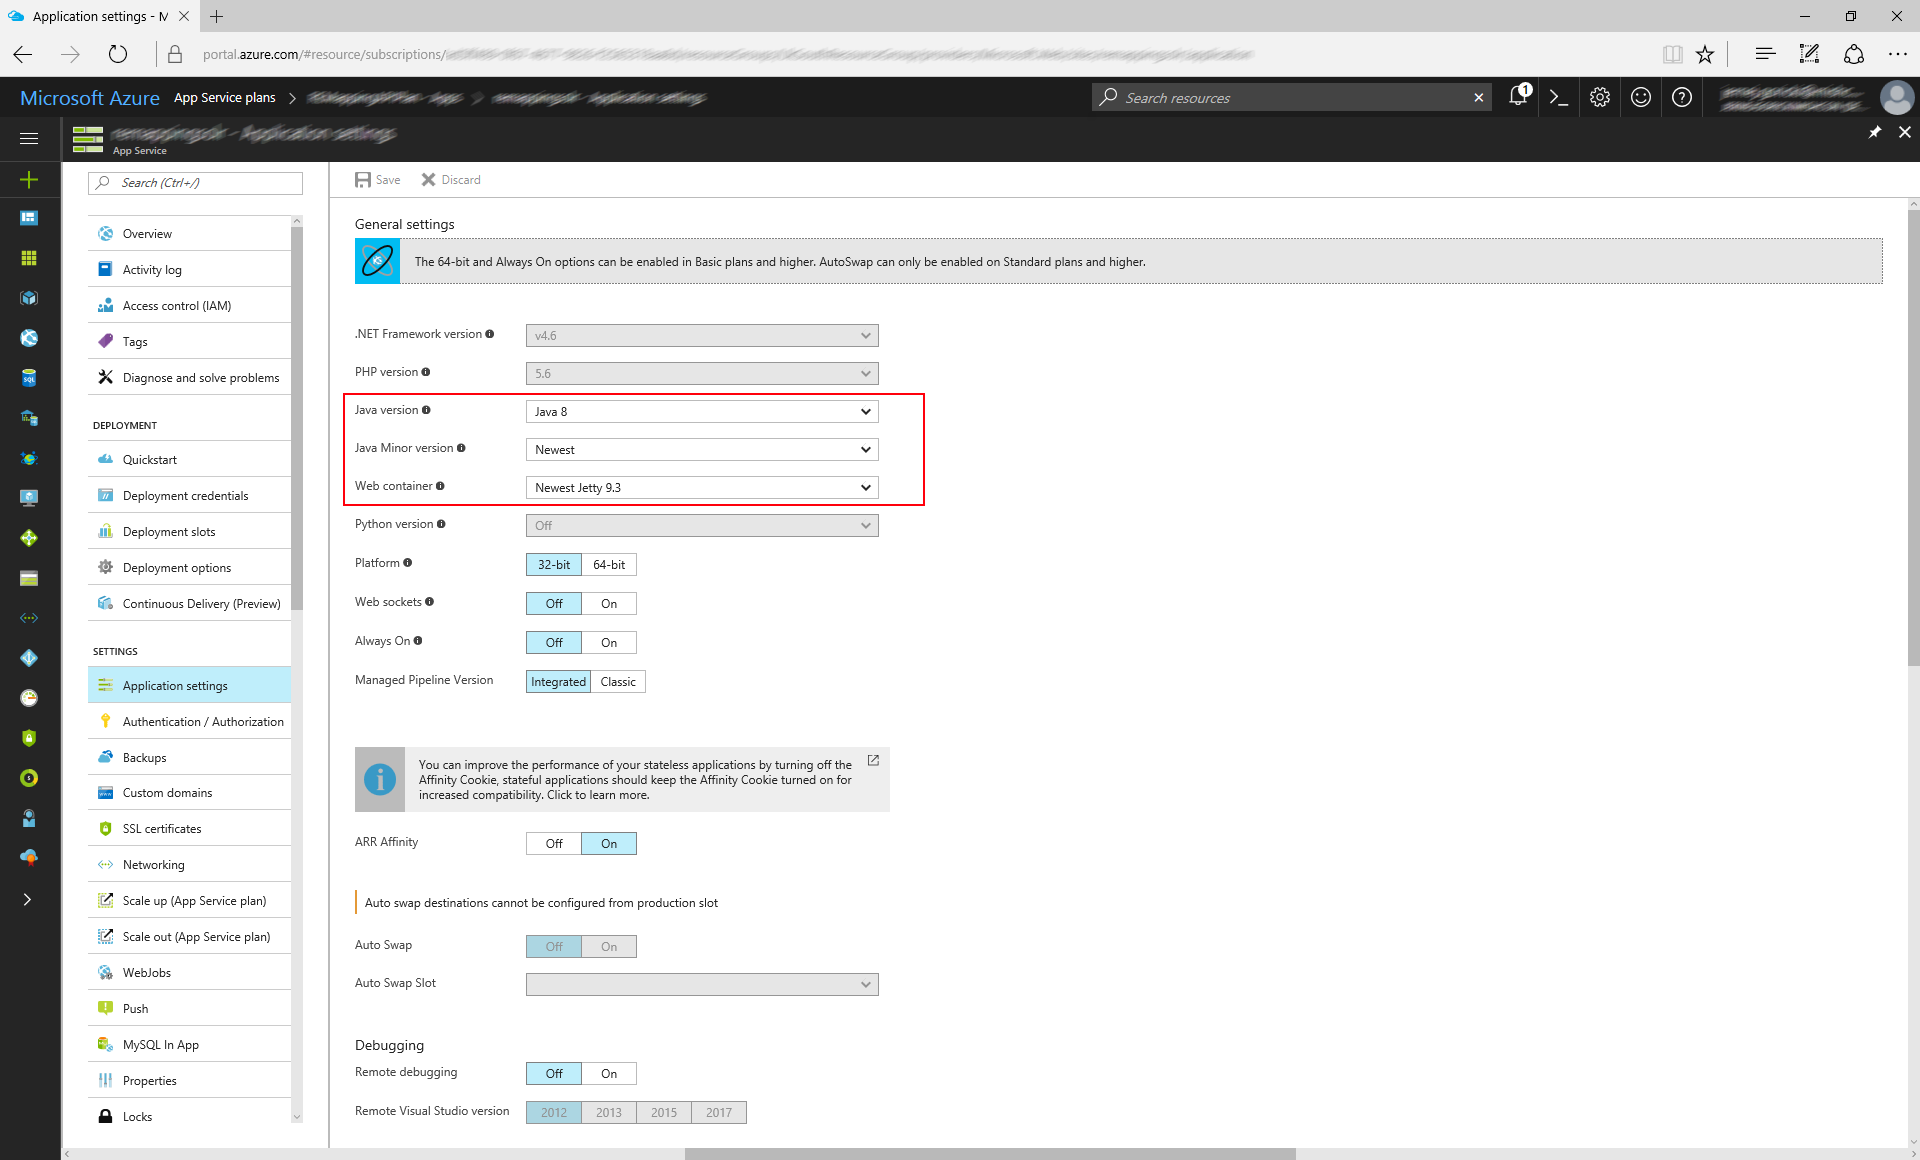 Application settings - M
portal.azure.com/#resource/subscriptions/
Microsoft Azure
App Service plans
Search resources
1
Application settings
App Service
Search (Ctrl+/)
Overview
Activity log
Access control (IAM)
Tags
Diagnose and solve problems
DEPLOYMENT
Quickstart
Deployment credentials
Deployment slots
Deployment options
Continuous Delivery (Preview)
SETTINGS
Application settings
Authentication / Authorization
Backups
Custom domains
SSL certificates
Networking
Scale up (App Service plan)
Scale out (App Service plan)
WebJobs
Push
MySQL In App
Properties
Locks
Save
Discard
General settings
The 64-bit and Always On options can be enabled in Basic plans and higher. AutoSwap can only be enabled on Standard plans and higher.
.NET Framework version
v4.6
PHP version
5.6
Java version
Java 8
Java Minor version
Newest
Web container
Newest Jetty 9.3
Python version
Off
Platform
32-bit 64-bit
Web sockets
Off On
Always On
Off On
Managed Pipeline Version
Integrated Classic
You can improve the performance of your stateless applications by turning off the
Affinity Cookie, stateful applications should keep the Affinity Cookie turned on for
increased compatibility. Click to learn more.
ARR Affinity
Off On
Auto swap destinations cannot be configured from production slot
Auto Swap
Off On
Auto Swap Slot
Debugging
Remote debugging
Off On
Remote Visual Studio version
2012 2013 2015 2017